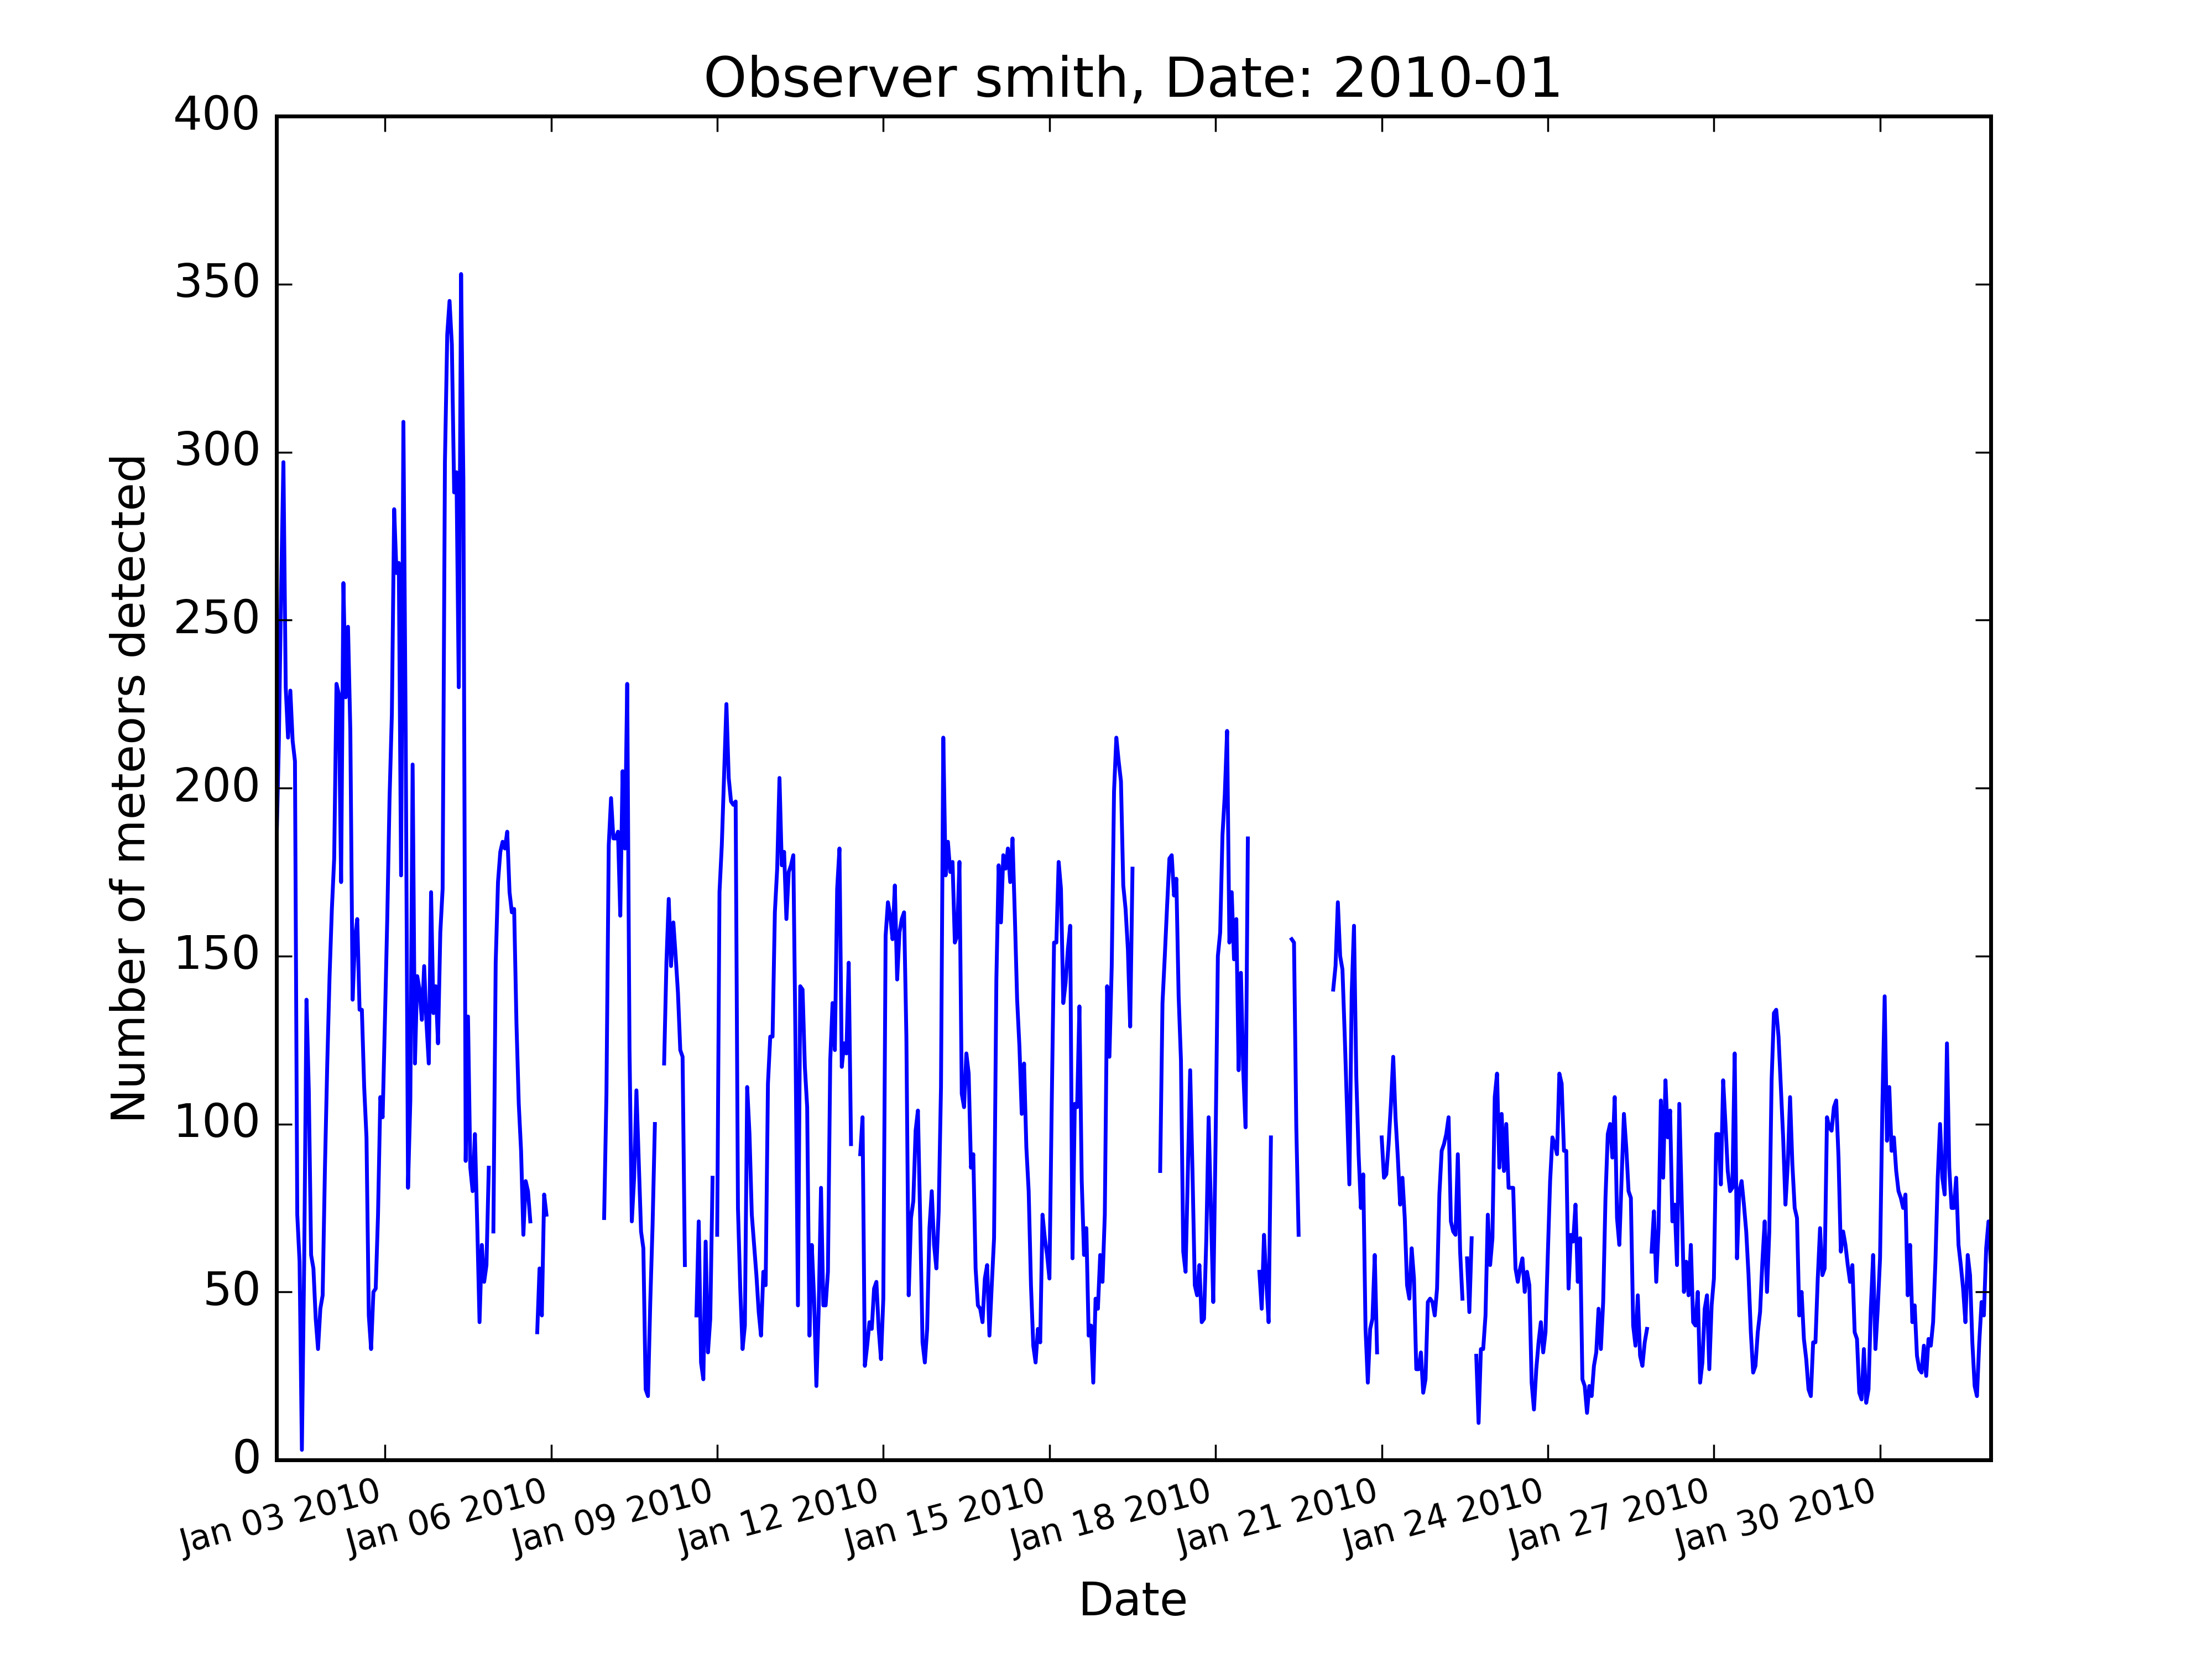 Observer smith, Date: 2010-01
400
350
300
250
200
150
100
50
0
Number of meteors detected
Jan 03 2010
Jan 06 2010
Jan 09 2010
Jan 12 2010
Jan 15 2010
Jan 18 2010
Jan 21 2010
Jan 24 2010
Jan 27 2010
Jan 30 2010
Date